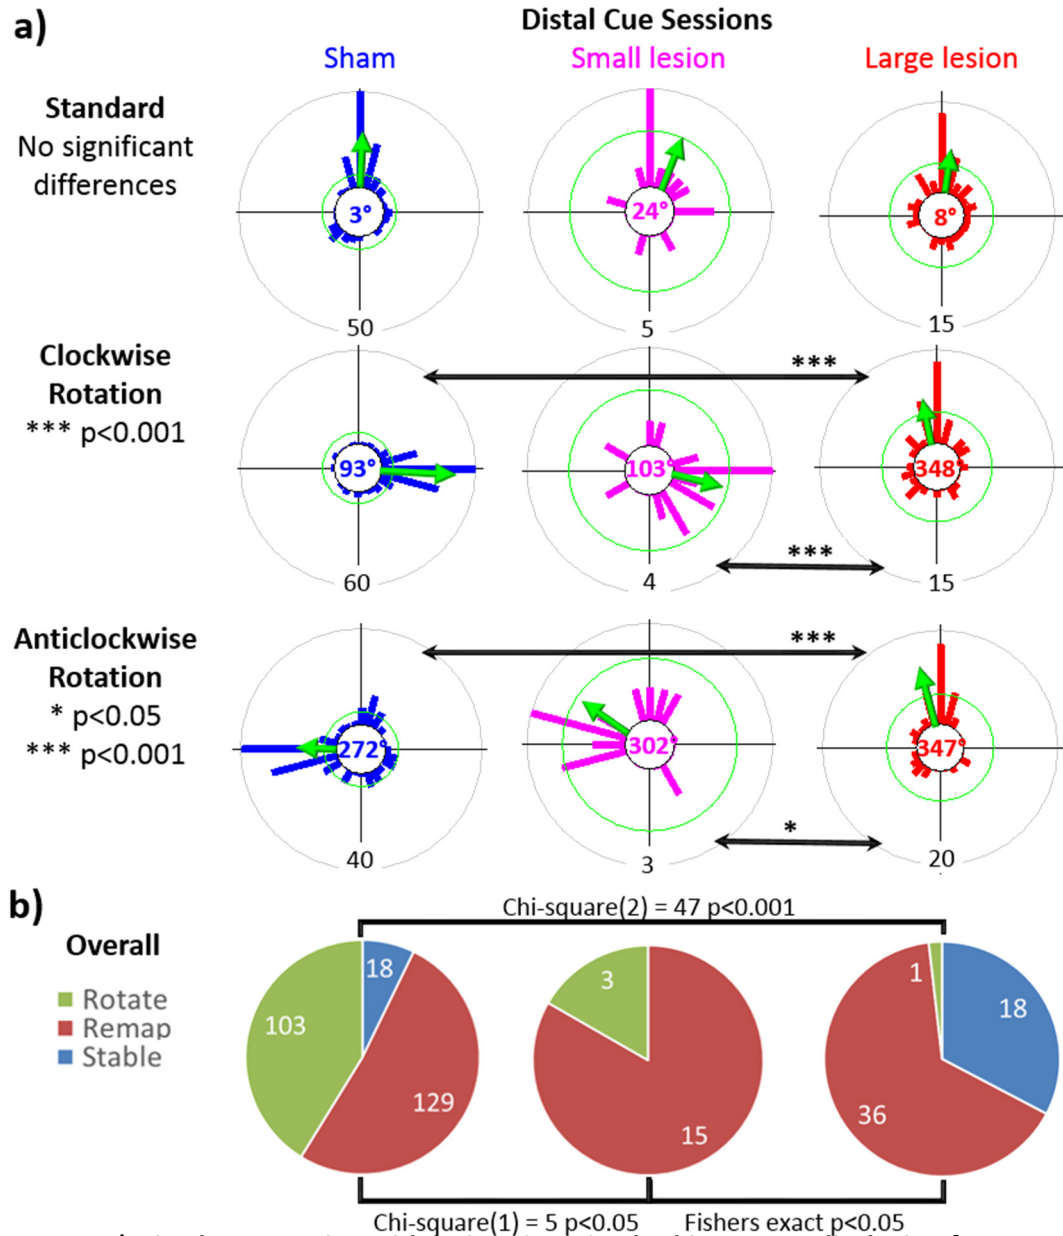 a)
Distal Cue Sessions
Sham
Small lesion
Large lesion
Standard
No significant
differences
3°
24°
8°
50
5
15
Clockwise
Rotation
*** p<0.001
***
93°
103°
348°
***
60
4
15
Anticlockwise
Rotation
* p<0.05
*** p<0.001
***
272°
302°
347°
*
40
3
20
b)
Chi-square(2) = 47 p<0.001
Overall
Rotate
Remap
Stable
18
103
129
3
15
1
18
36
Chi-square(1) = 5 p<0.05
Fishers exact p<0.05